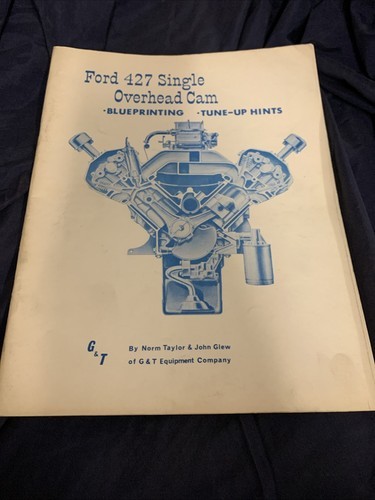 Ford 427 Single
Overhead Cam
·BLUEPRINTING ·TUNE-UP HINTS
G & T
By Norm Taylor & John Glew
of G & T Equipment Company